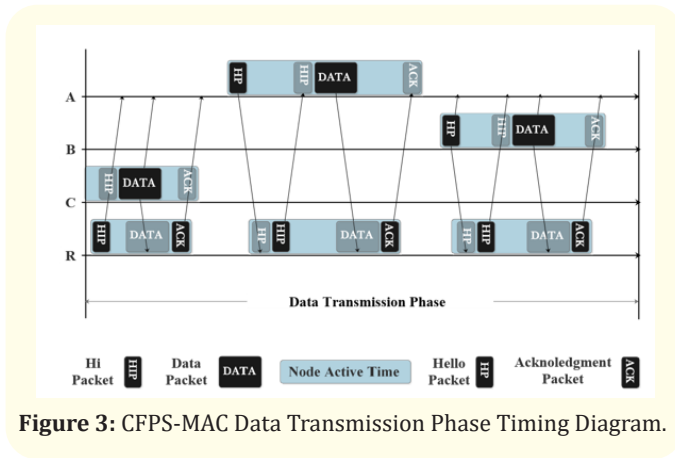 HP HIP DATA ACK
A
HP HIP DATA ACK
B
HIP DATA ACK
C
HIP DATA ACK HP HIP DATA ACK HP HIP DATA ACK
R
Data Transmission Phase
Hi Packet HIP Data Packet DATA Node Active Time Hello Packet HP Acknoledgment Packet ACK
Figure 3: CFPS-MAC Data Transmission Phase Timing Diagram.